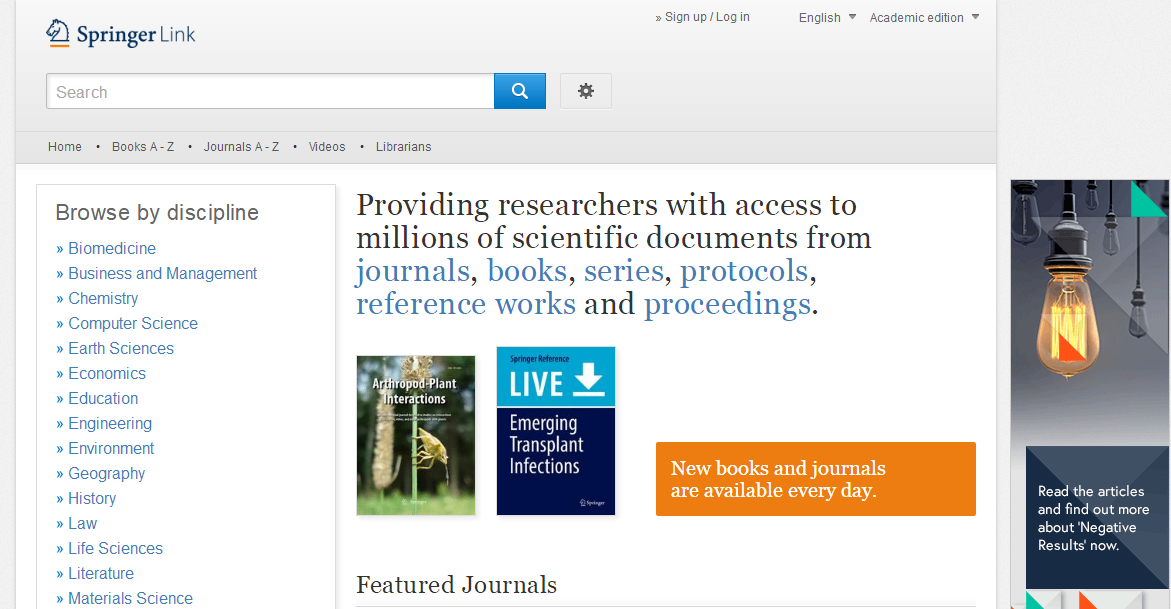 » Sign up / Log in
English
Academic edition
Springer Link
Search
Home • Books A - Z • Journals A - Z • Videos • Librarians
Browse by discipline
» Biomedicine
» Business and Management
» Chemistry
» Computer Science
» Earth Sciences
» Economics
» Education
» Engineering
» Environment
» Geography
» History
» Law
» Life Sciences
» Literature
» Materials Science
Providing researchers with access to
millions of scientific documents from
journals, books, series, protocols,
reference works and proceedings.
Arthropod-Plant
Interactions
Springer
Springer Reference
LIVE
Emerging
Transplant
Infections
Springer
New books and journals
are available every day.
Featured Journals
Read the articles
and find out more
about 'Negative
Results' now.